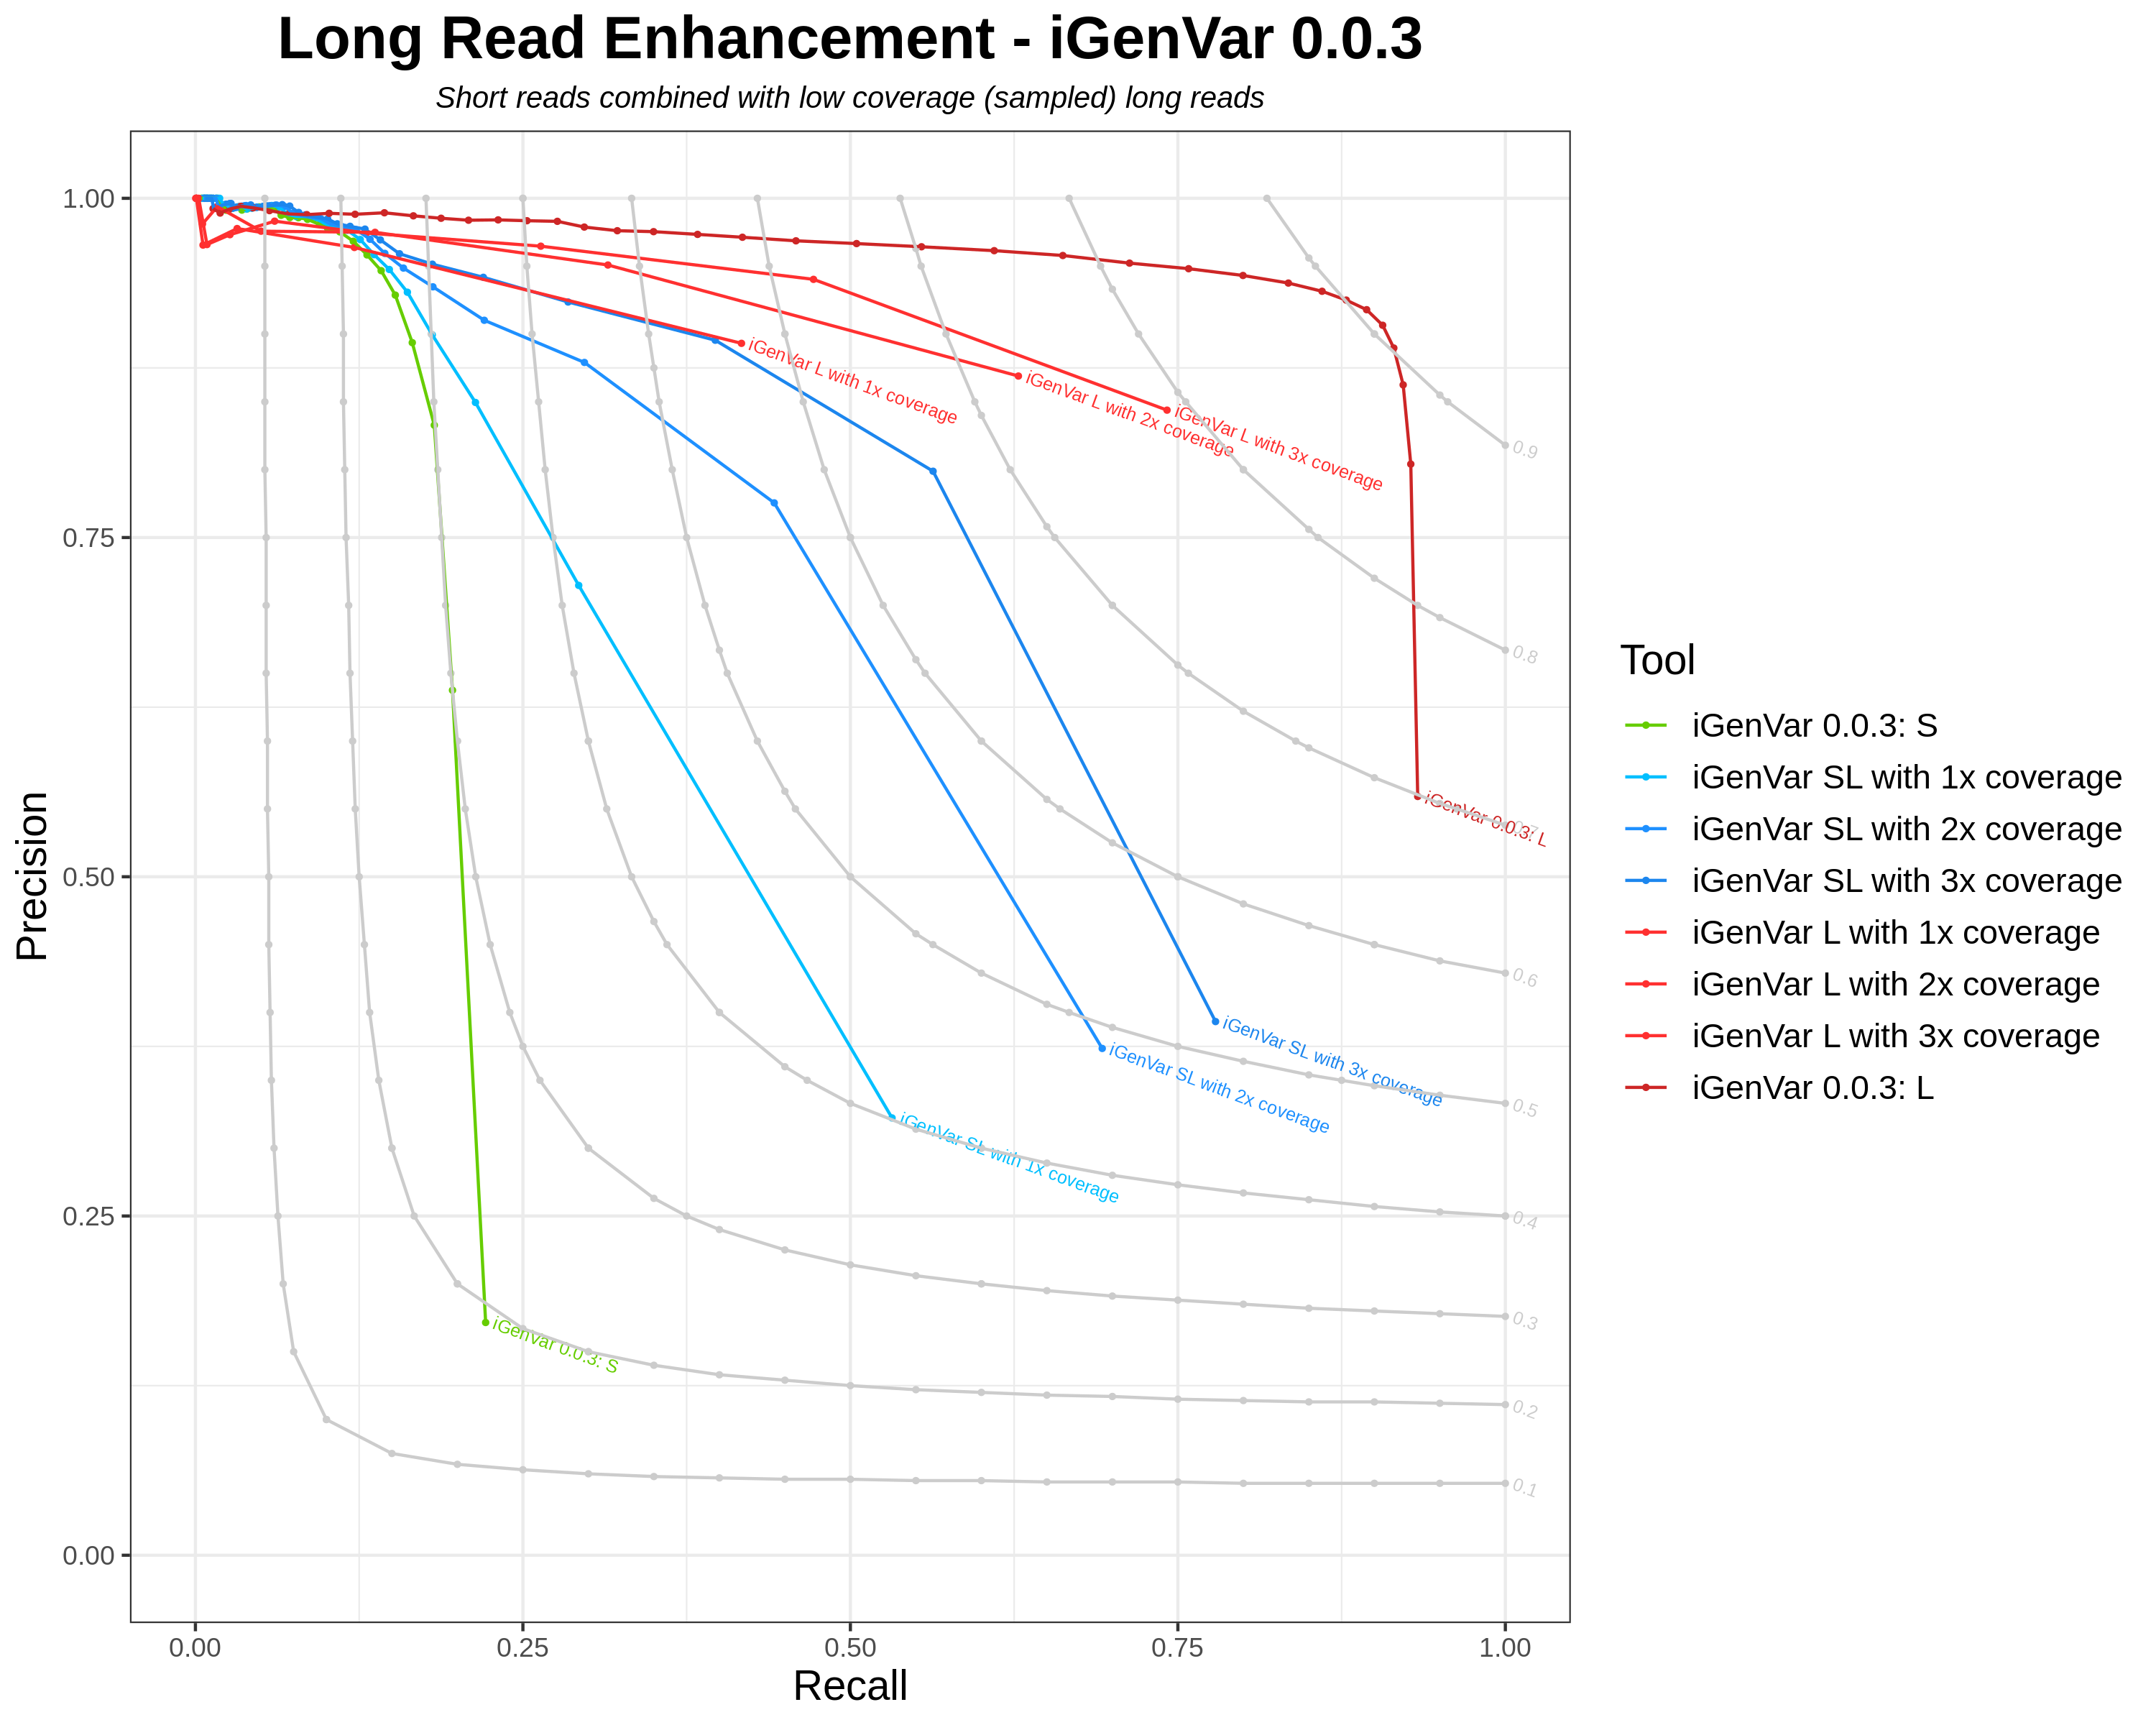 Long Read Enhancement - iGenVar 0.0.3
Short reads combined with low coverage (sampled) long reads
Precision
1.00
0.75
0.50
0.25
0.00
0.00
0.25
0.50
0.75
1.00
Recall
iGenVar L with 1x coverage
iGenVar L with 2x coverage
iGenVar L with 3x coverage
iGenVar 0.0.3: L
iGenVar SL with 3x coverage
iGenVar SL with 2x coverage
iGenVar SL with 1x coverage
iGenVar 0.0.3: S
0.9
0.8
0.7
0.6
0.5
0.4
0.3
0.2
0.1
Tool
iGenVar 0.0.3: S
iGenVar SL with 1x coverage
iGenVar SL with 2x coverage
iGenVar SL with 3x coverage
iGenVar L with 1x coverage
iGenVar L with 2x coverage
iGenVar L with 3x coverage
iGenVar 0.0.3: L